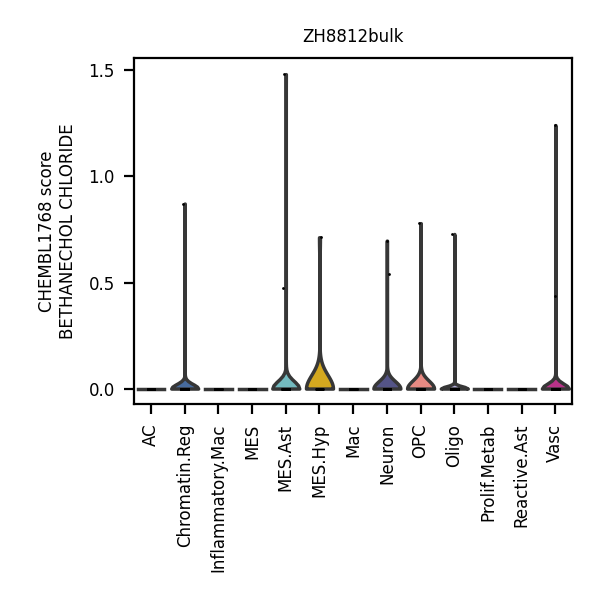 ZH8812bulk
CHEMBL1768 score
BETHANECHOL CHLORIDE
1.5
1.0
0.5
0.0
AC
Chromatin.Reg
Inflammatory.Mac
MES
MES.Ast
MES.Hyp
Mac
Neuron
OPC
Oligo
Prolif.Metab
Reactive.Ast
Vasc